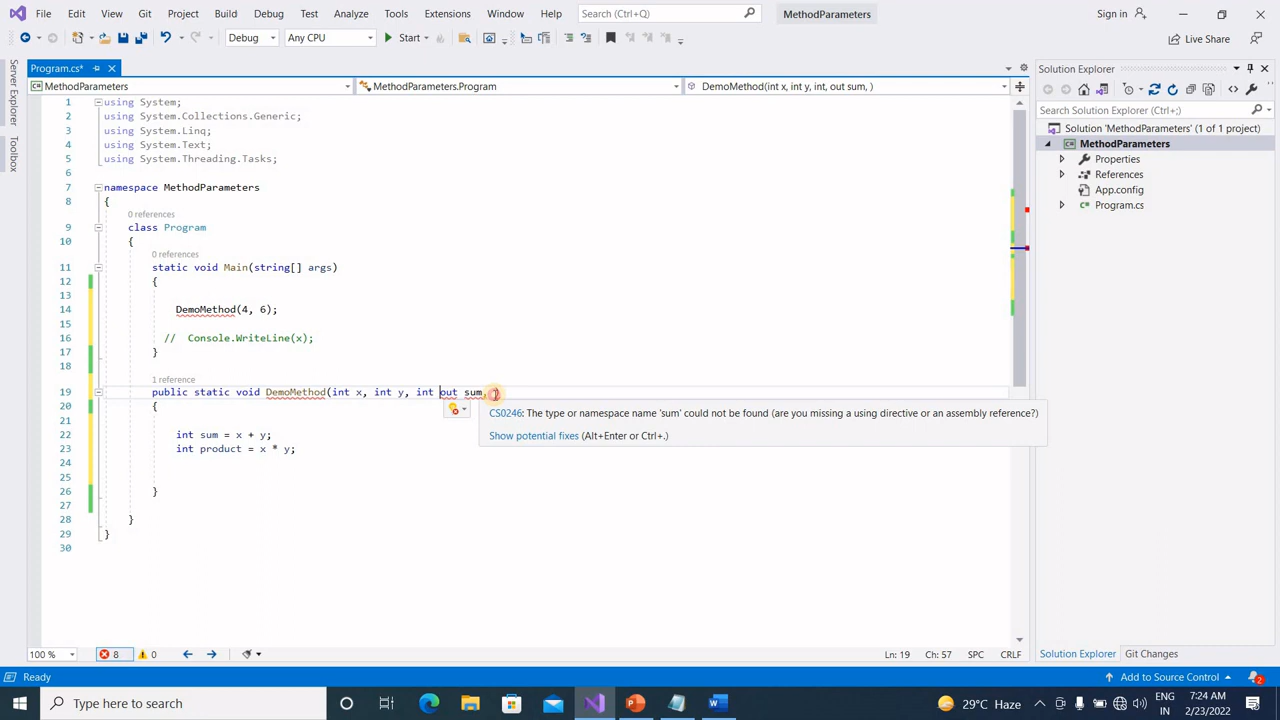 File Edit View Git Project Build Debug Test Analyze Tools Extensions Window Help Search (Ctrl+Q) MethodParameters Sign in
Debug Any CPU Start Live Share
Program.cs* Solution Explorer
MethodParameters MethodParameters.Program DemoMethod(int x, int y, int, out sum, )
Server Explorer
Toolbox
1 using System;
2 using System.Collections.Generic;
3 using System.Linq;
4 using System.Text;
5 using System.Threading.Tasks;
6
7 namespace MethodParameters
8 {
0 references
9 class Program
10 {
0 references
11 static void Main(string[] args)
12 {
13
14 DemoMethod(4, 6);
15
16 // Console.WriteLine(x);
17 }
18
1 reference
19 public static void DemoMethod(int x, int y, int out sum, )
20 {
CS0246: The type or namespace name 'sum' could not be found (are you missing a using directive or an assembly reference?)
Show potential fixes (Alt+Enter or Ctrl+.)
21
22 int sum = x + y;
23 int product = x * y;
24
25
26 }
27
28 }
29 }
30
Search Solution Explorer (Ctrl+;)
Solution 'MethodParameters' (1 of 1 project)
MethodParameters
Properties
References
App.config
Program.cs
100 % 8 0 Ln: 19 Ch: 57 SPC CRLF
Solution Explorer Git Changes
Ready Add to Source Control 2
Type here to search 29°C Haze ENG IN 7:24 AM 2/23/2022 2